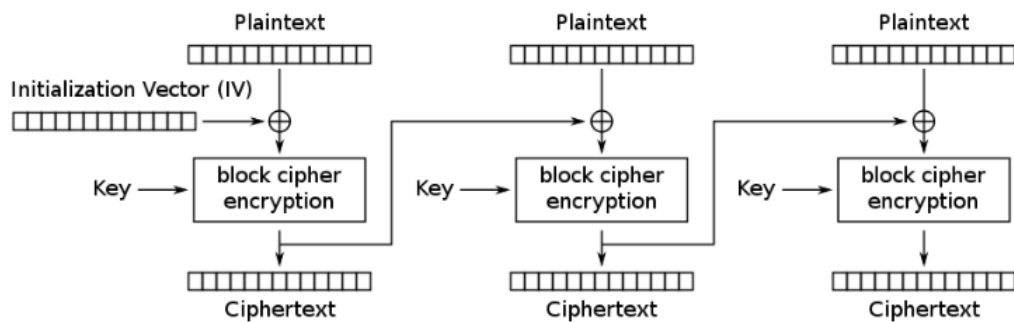 Plaintext
Plaintext
Plaintext
Initialization Vector (IV)
Key
block cipher
encryption
Key
block cipher
encryption
Key
block cipher
encryption
Ciphertext
Ciphertext
Ciphertext